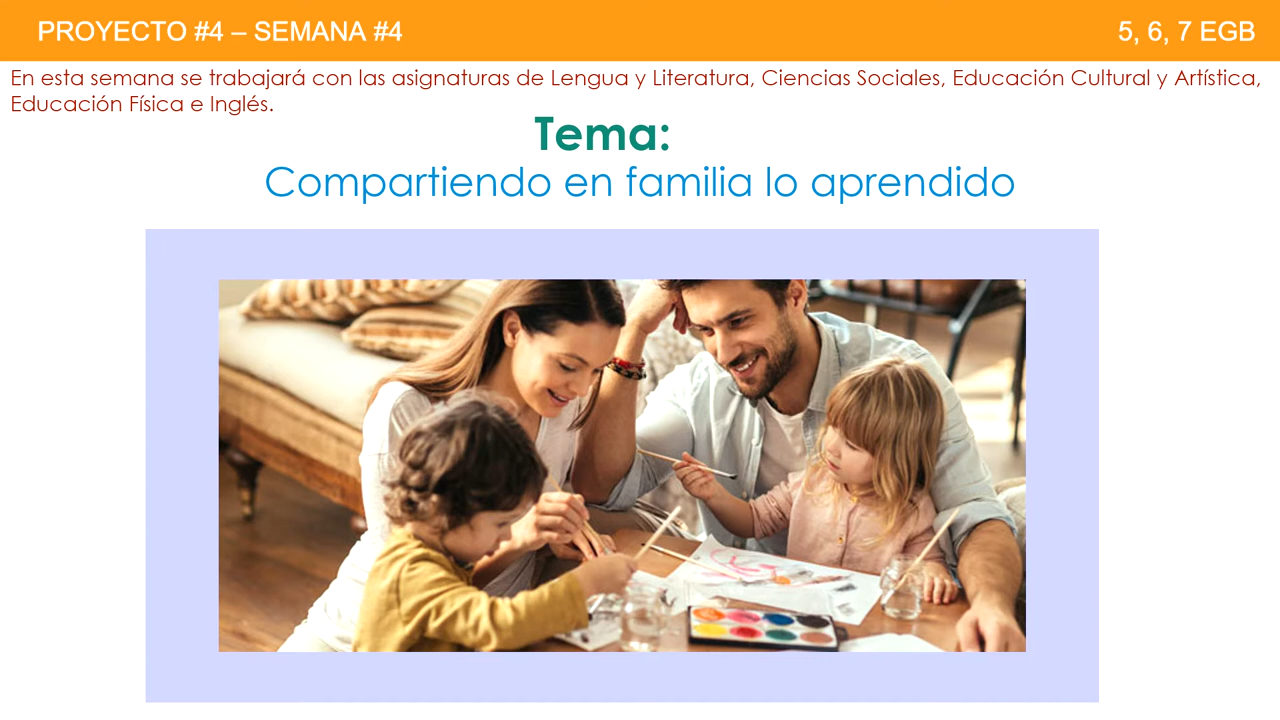 PROYECTO #4 – SEMANA #4 5, 6, 7 EGB
En esta semana se trabajará con las asignaturas de Lengua y Literatura, Ciencias Sociales, Educación Cultural y Artística,
Educación Física e Inglés.
Tema:
Compartiendo en familia lo aprendido